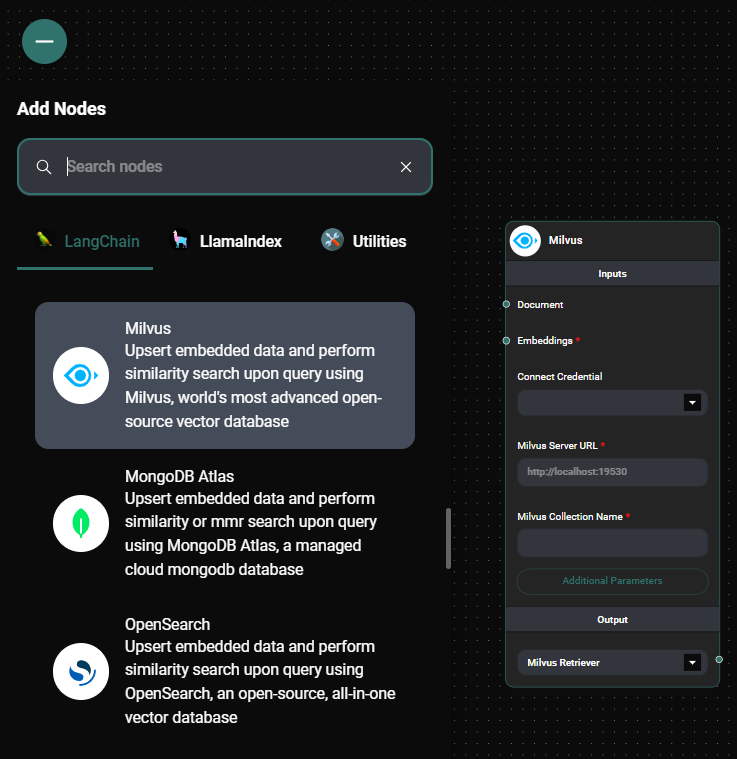 Add Nodes
Search nodes
LangChain
LlamaIndex
Utilities
Milvus
Upsert embedded data and perform
similarity search upon query using
Milvus, world's most advanced open-
source vector database
MongoDB Atlas
Upsert embedded data and perform
similarity or mmr search upon query
using MongoDB Atlas, a managed
cloud mongodb database
OpenSearch
Upsert embedded data and perform
similarity search upon query using
OpenSearch, an open-source, all-in-one
vector database
Milvus
Inputs
Document
Embeddings *
Connect Credential
Milvus Server URL *
http://localhost:19530
Milvus Collection Name *
Additional Parameters
Output
Milvus Retriever